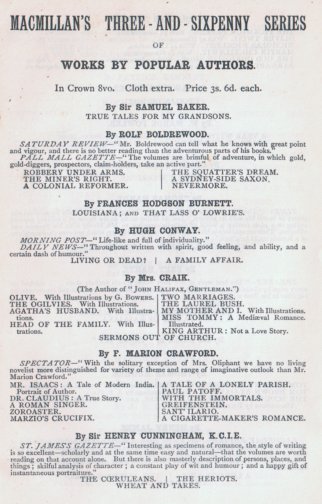 MACMILLAN'S THREE-AND-SIXPENNY SERIES
OF
WORKS BY POPULAR AUTHORS.
In Crown 8vo. Cloth extra. Price 3s. 6d. each.
By Sir SAMUEL BAKER.
TRUE TALES FOR MY GRANDSONS.
By ROLF BOLDREWOOD.
SATURDAY REVIEW—"Mr. Boldrewood can tell what he knows with great point
and vigour, and there is no better reading than the adventurous parts of his books."
PALL MALL GAZETTE—"The volumes are brimful of adventure, in which gold,
gold-diggers, prospectors, claim-holders, take an active part."
ROBBERY UNDER ARMS.
THE MINER'S RIGHT.
A COLONIAL REFORMER.
THE SQUATTER'S DREAM.
A SYDNEY-SIDE SAXON.
NEVERMORE.
By FRANCES HODGSON BURNETT.
LOUISIANA; AND THAT LASS O' LOWRIE'S.
By HUGH CONWAY.
MORNING POST—"Life-like and full of individuality."
DAILY NEWS—"Throughout written with spirit, good feeling, and ability, and a
certain dash of humour."
LIVING OR DEAD? | A FAMILY AFFAIR.
By Mrs. CRAIK.
(The Author of "JOHN HALIFAX, GENTLEMAN.")
OLIVE. With Illustrations by G. Bowers.
THE OGILVIES. With Illustrations.
AGATHA'S HUSBAND. With Illustra-
tions.
HEAD OF THE FAMILY. With Illus-
trations.
TWO MARRIAGES.
THE LAUREL BUSH.
MY MOTHER AND I. With Illustrations.
MISS TOMMY: A Mediæval Romance.
Illustrated.
KING ARTHUR: Not a Love Story.
SERMONS OUT OF CHURCH.
By F. MARION CRAWFORD.
SPECTATOR—"With the solitary exception of Mrs. Oliphant we have no living
novelist more distinguished for variety of theme and range of imaginative outlook than Mr.
Marion Crawford."
MR. ISAACS: A Tale of Modern India.
Portrait of Author.
DR. CLAUDIUS: A True Story.
A ROMAN SINGER.
ZOROASTER.
MARZIO'S CRUCIFIX.
A TALE OF A LONELY PARISH.
PAUL PATOFF.
WITH THE IMMORTALS.
GREIFENSTEIN.
SANT' ILARIO.
A CIGARETTE-MAKER'S ROMANCE.
By Sir HENRY CUNNINGHAM, K.C.I.E.
ST. JAMES'S GAZETTE—"Interesting as specimens of romance, the style of writing
is so excellent—scholarly and at the same time easy and natural—that the volumes are worth
reading on that account alone. But there is also masterly description of persons, places, and
things; skilful analysis of character; a constant play of wit and humour; and a happy gift of
instantaneous portraiture."
THE CŒRULEANS. | THE HERIOTS.
WHEAT AND TARES.